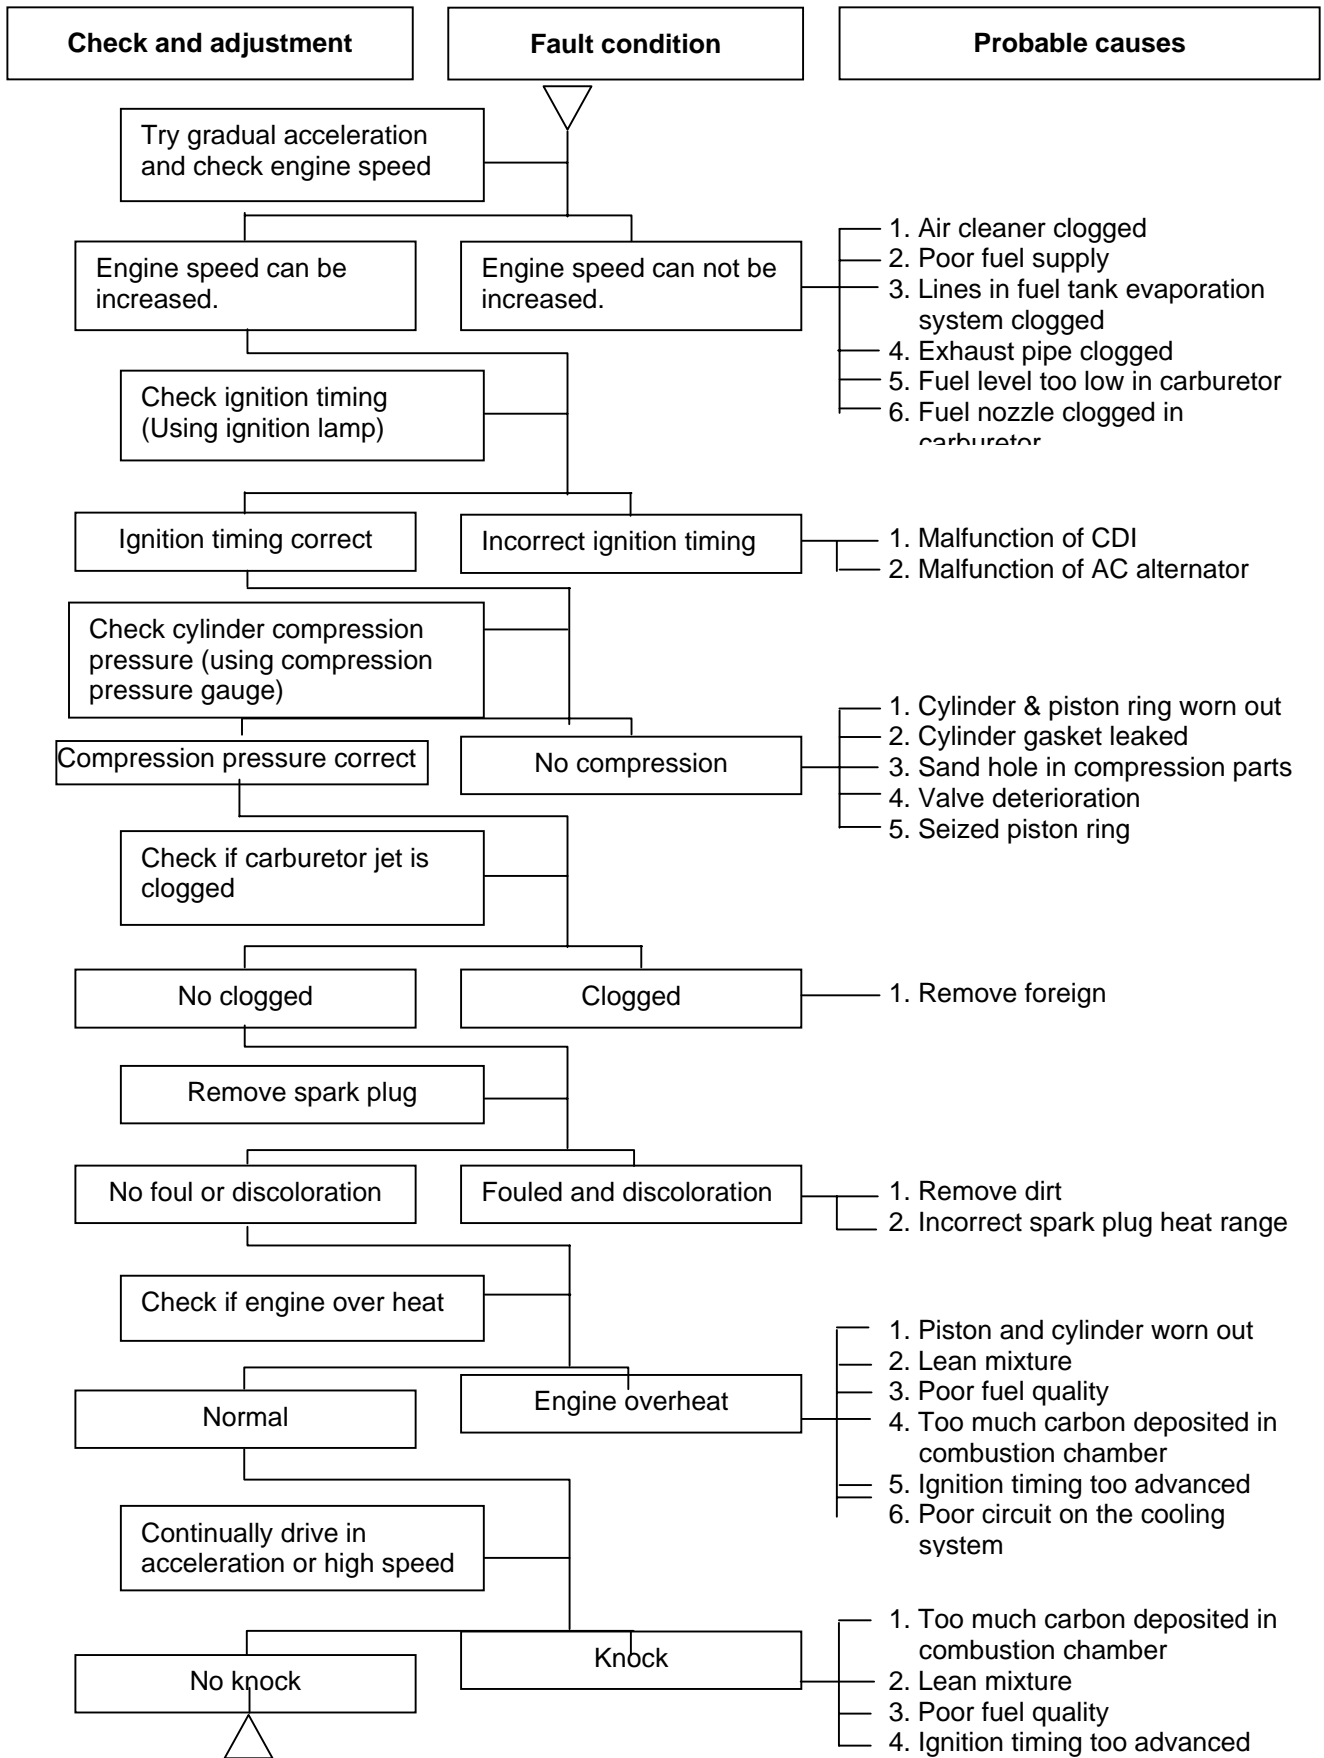 Check and adjustment
Fault condition
Probable causes
Try gradual acceleration
and check engine speed
Engine speed can be
increased.
Engine speed can not be
increased.
1. Air cleaner clogged
2. Poor fuel supply
3. Lines in fuel tank evaporation
system clogged
4. Exhaust pipe clogged
5. Fuel level too low in carburetor
6. Fuel nozzle clogged in
carburetor
Check ignition timing
(Using ignition lamp)
Ignition timing correct
Incorrect ignition timing
1. Malfunction of CDI
2. Malfunction of AC alternator
Check cylinder compression
pressure (using compression
pressure gauge)
Compression pressure correct
No compression
1. Cylinder & piston ring worn out
2. Cylinder gasket leaked
3. Sand hole in compression parts
4. Valve deterioration
5. Seized piston ring
Check if carburetor jet is
clogged
No clogged
Clogged
1. Remove foreign
Remove spark plug
No foul or discoloration
Fouled and discoloration
1. Remove dirt
2. Incorrect spark plug heat range
Check if engine over heat
Normal
Engine overheat
1. Piston and cylinder worn out
2. Lean mixture
3. Poor fuel quality
4. Too much carbon deposited in
combustion chamber
5. Ignition timing too advanced
6. Poor circuit on the cooling
system
Continually drive in
acceleration or high speed
No knock
Knock
1. Too much carbon deposited in
combustion chamber
2. Lean mixture
3. Poor fuel quality
4. Ignition timing too advanced